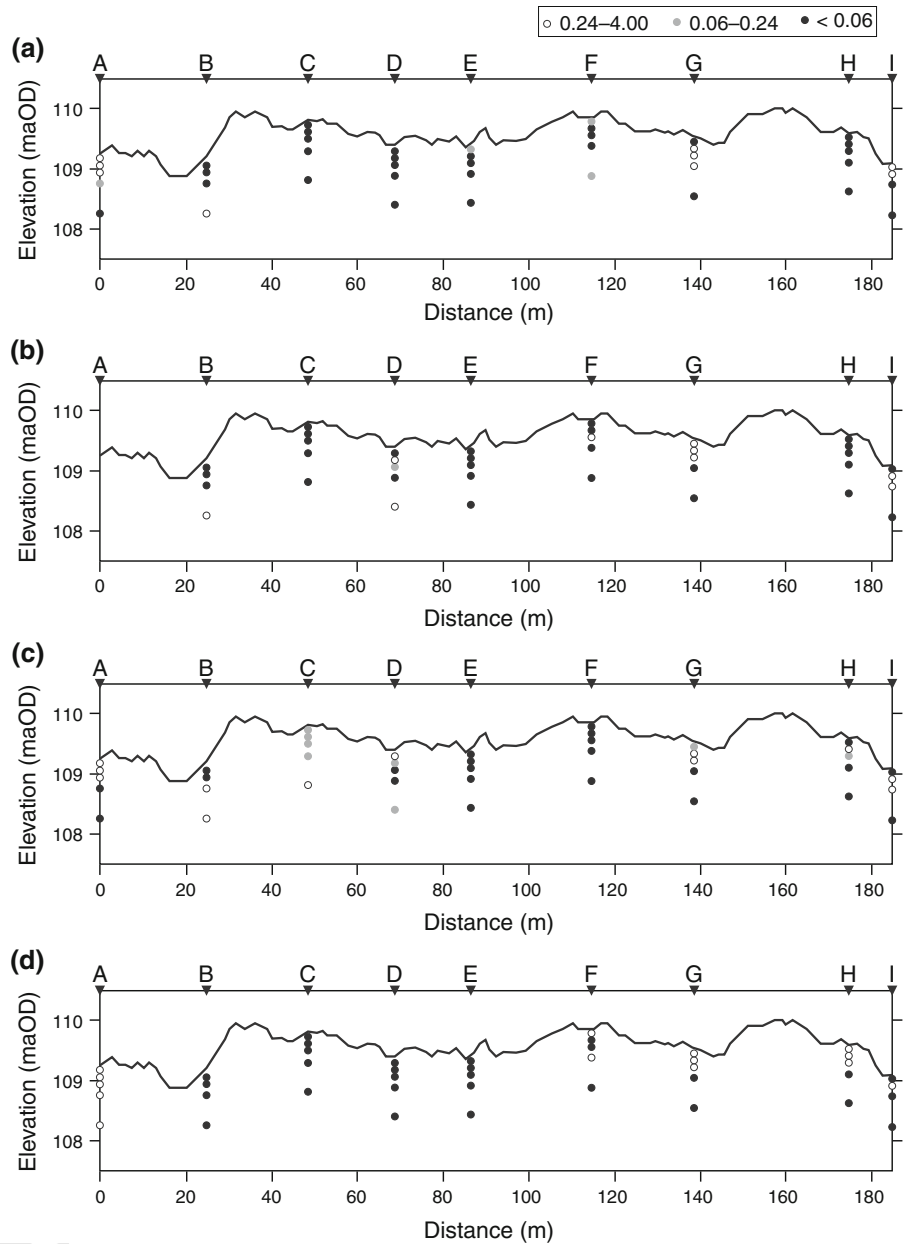 0.24–4.00 0.06–0.24 < 0.06
(a)
A B C D E F G H I
110
109
108
Elevation (maOD)
0 20 40 60 80 100 120 140 160 180
Distance (m)
(b)
A B C D E F G H I
110
109
108
Elevation (maOD)
0 20 40 60 80 100 120 140 160 180
Distance (m)
(c)
A B C D E F G H I
110
109
108
Elevation (maOD)
0 20 40 60 80 100 120 140 160 180
Distance (m)
(d)
A B C D E F G H I
110
109
108
Elevation (maOD)
0 20 40 60 80 100 120 140 160 180
Distance (m)